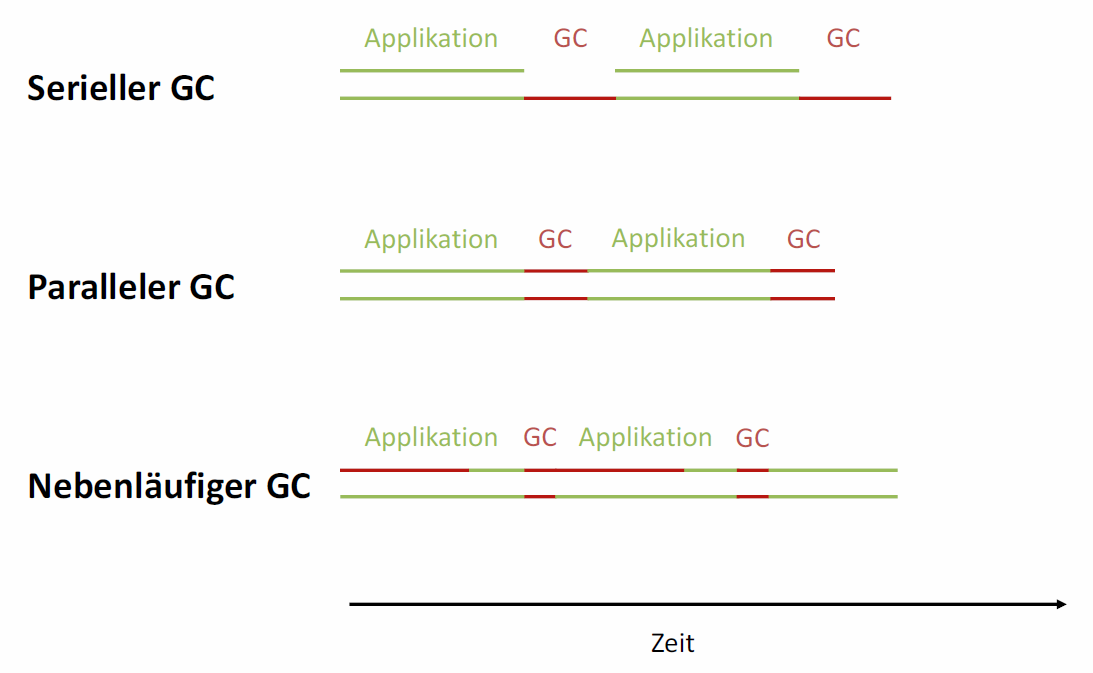 Applikation GC Applikation GC
Serieller GC
Applikation GC Applikation GC
Paralleler GC
Applikation GC Applikation GC
Nebenläufiger GC
Zeit